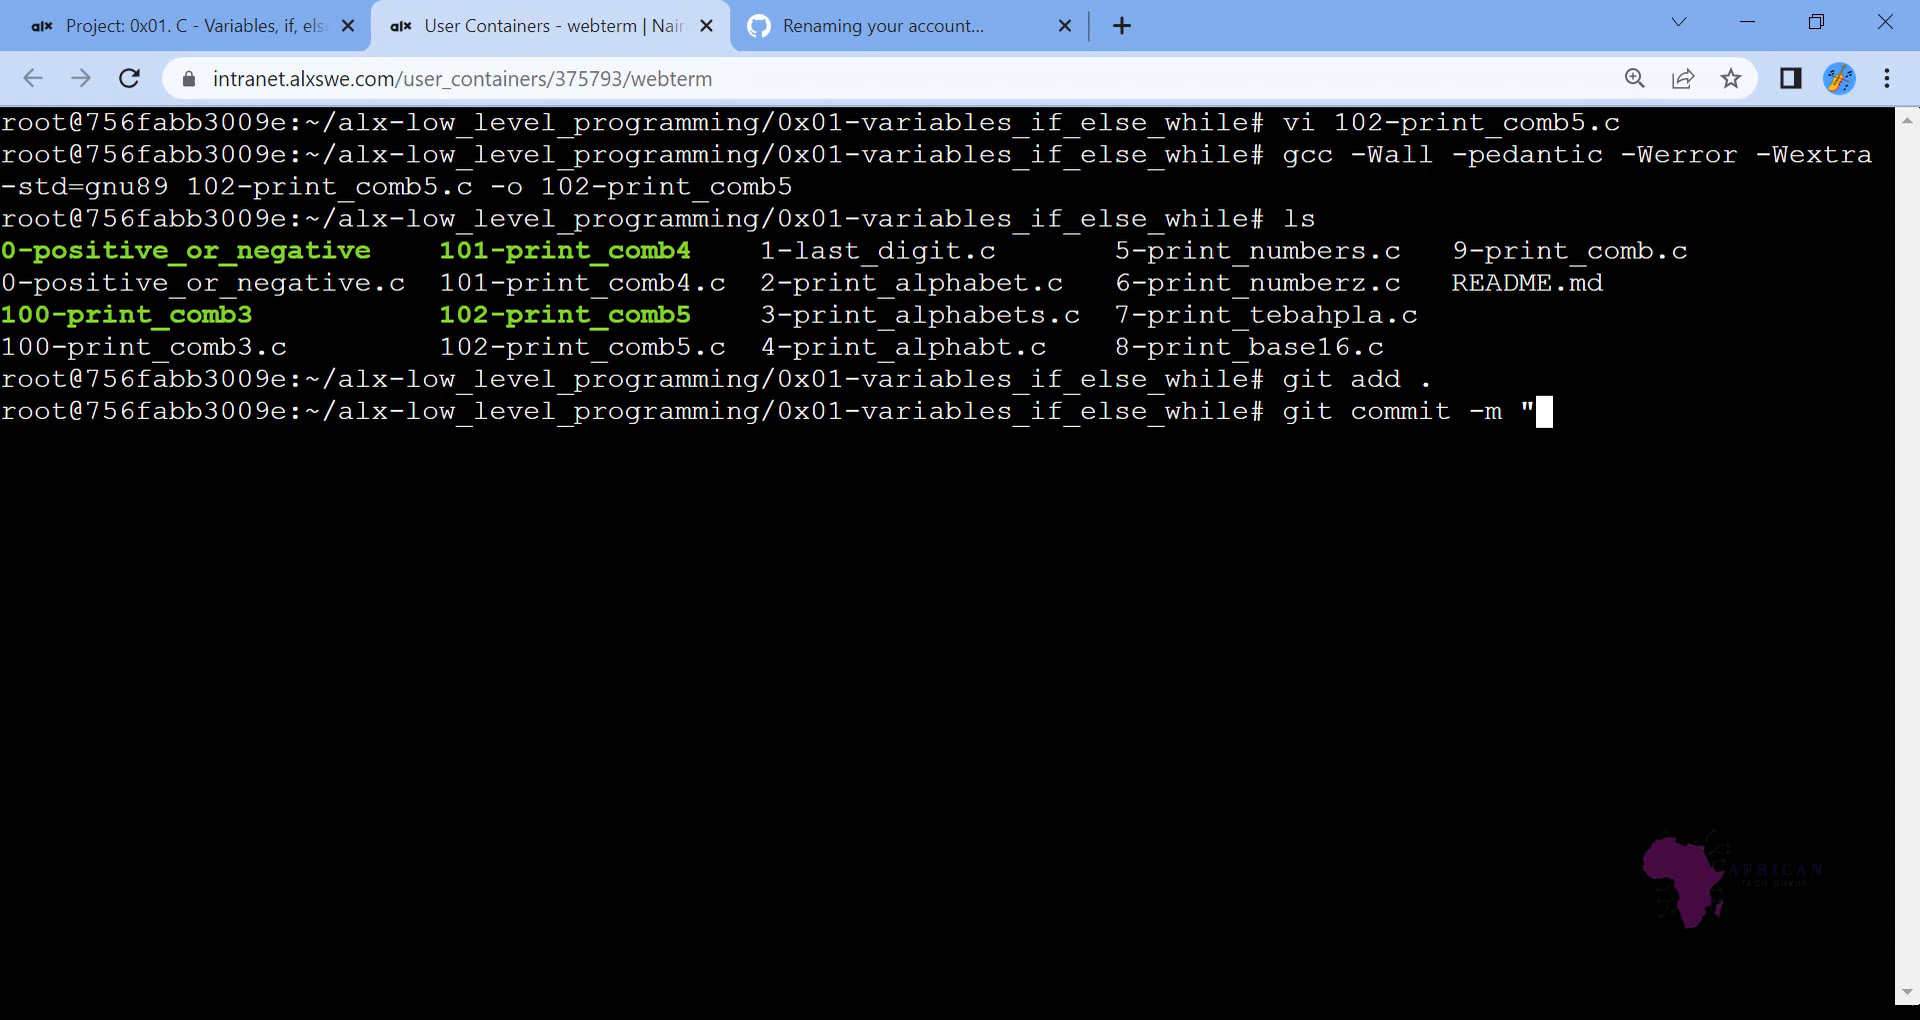 alx Project: 0x01. C - Variables, if, els
alx User Containers - webterm | Nair
Renaming your account...
intranet.alxswe.com/user_containers/375793/webterm
root@756fabb3009e:~/alx-low_level_programming/0x01-variables_if_else_while# vi 102-print_comb5.c
root@756fabb3009e:~/alx-low_level_programming/0x01-variables_if_else_while# gcc -Wall -pedantic -Werror -Wextra
-std=gnu89 102-print_comb5.c -o 102-print_comb5
root@756fabb3009e:~/alx-low_level_programming/0x01-variables_if_else_while# ls
0-positive_or_negative 101-print_comb4 1-last_digit.c 5-print_numbers.c 9-print_comb.c
0-positive_or_negative.c 101-print_comb4.c 2-print_alphabet.c 6-print_numberz.c README.md
100-print_comb3 102-print_comb5 3-print_alphabets.c 7-print_tebahpla.c
100-print_comb3.c 102-print_comb5.c 4-print_alphabt.c 8-print_base16.c
root@756fabb3009e:~/alx-low_level_programming/0x01-variables_if_else_while# git add .
root@756fabb3009e:~/alx-low_level_programming/0x01-variables_if_else_while# git commit -m "
AFRICAN
TECH GURUS